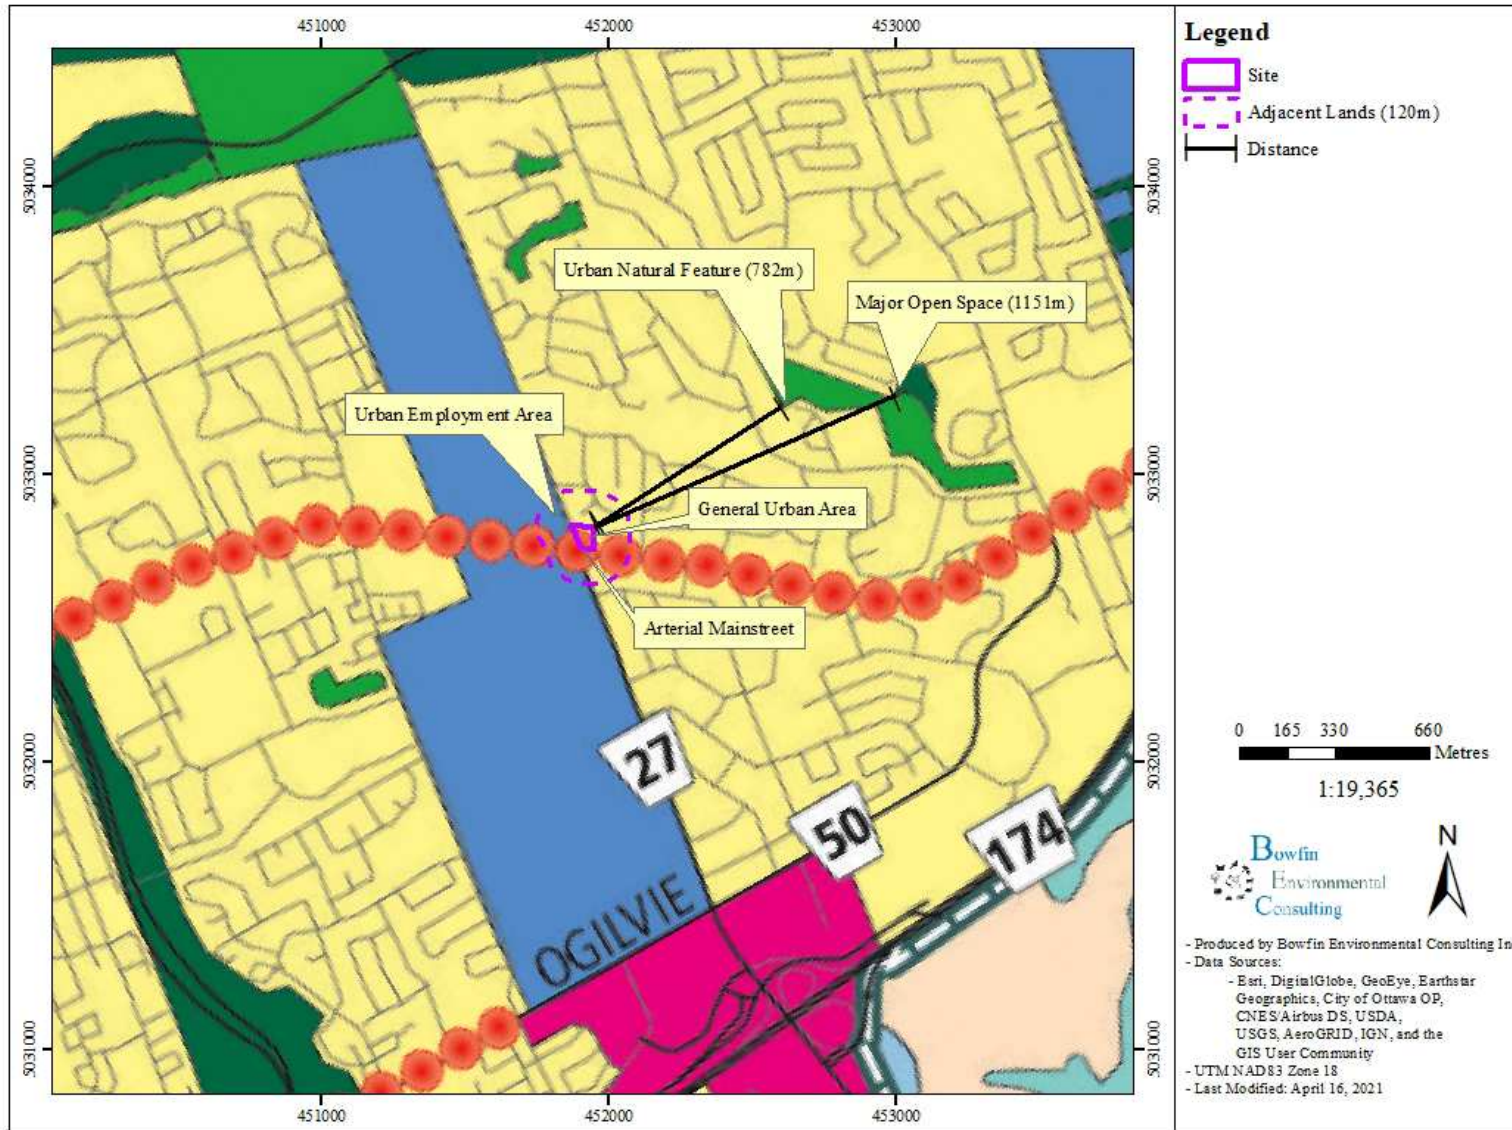 451000
452000
453000
5034000
5034000
Urban Natural Feature (782m)
Major Open Space (1151m)
Urban Employment Area
5033000
5033000
General Urban Area
Arterial Mainstreet
27
5032000
5032000
50
174
OGILVIE
5031000
5031000
451000
452000
453000
Legend
Site
Adjacent Lands (120m)
Distance
0 165 330 660
Metres
1:19,365
Bowfin
Environmental
Consulting
N
- Produced by Bowfin Environmental Consulting In
- Data Sources:
- Esri, DigitalGlobe, GeoEye, Earthstar
Geographics, City of Ottawa OP,
CNES/Airbus DS, USDA,
USGS, AeroGRID, IGN, and the
GIS User Community
- UTM NAD83 Zone 18
- Last Modified: April 16, 2021